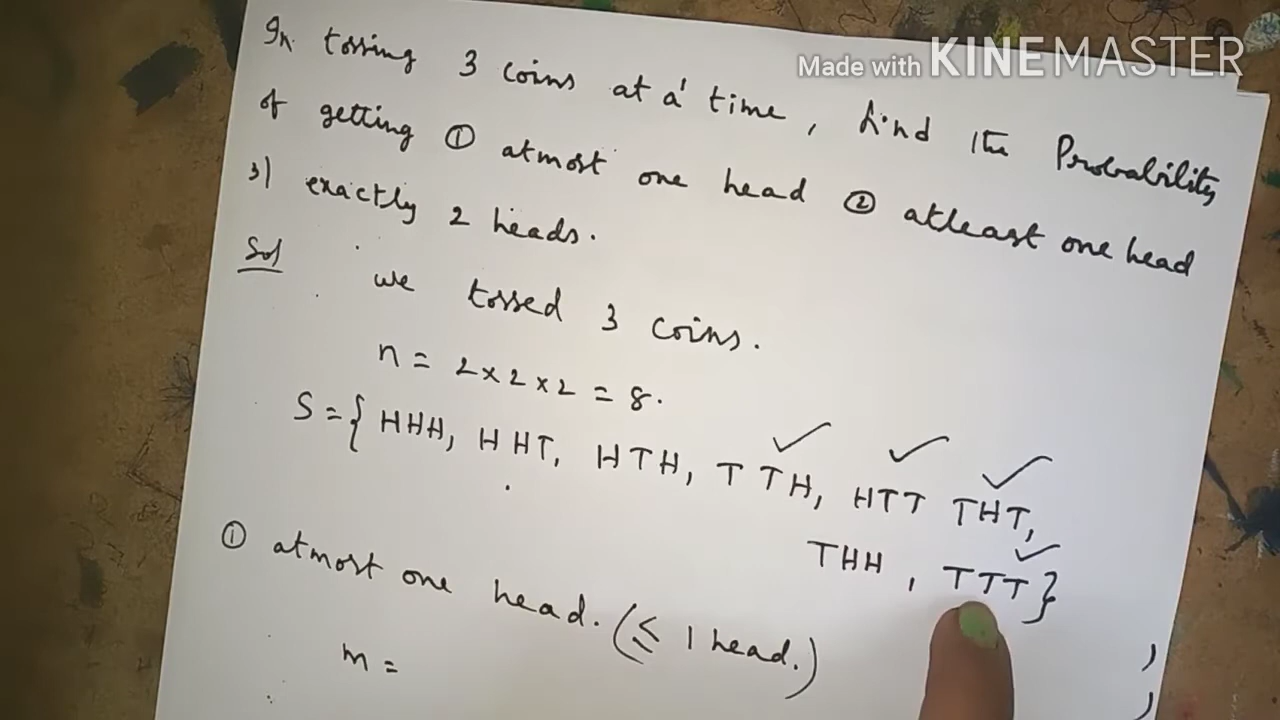 Made with KINEMASTER
In tossing 3 coins at a time, find the Probability
of getting ① atmost one head ② atleast one head
3) exactly 2 heads.
Sol
we tossed 3 coins.
n = 2 x 2 x 2 = 8.
S = { HHH, HHT, HTH, TTH, HTT THT,
THH, TTT }
① atmost one head. (≤ 1 head.)
m =